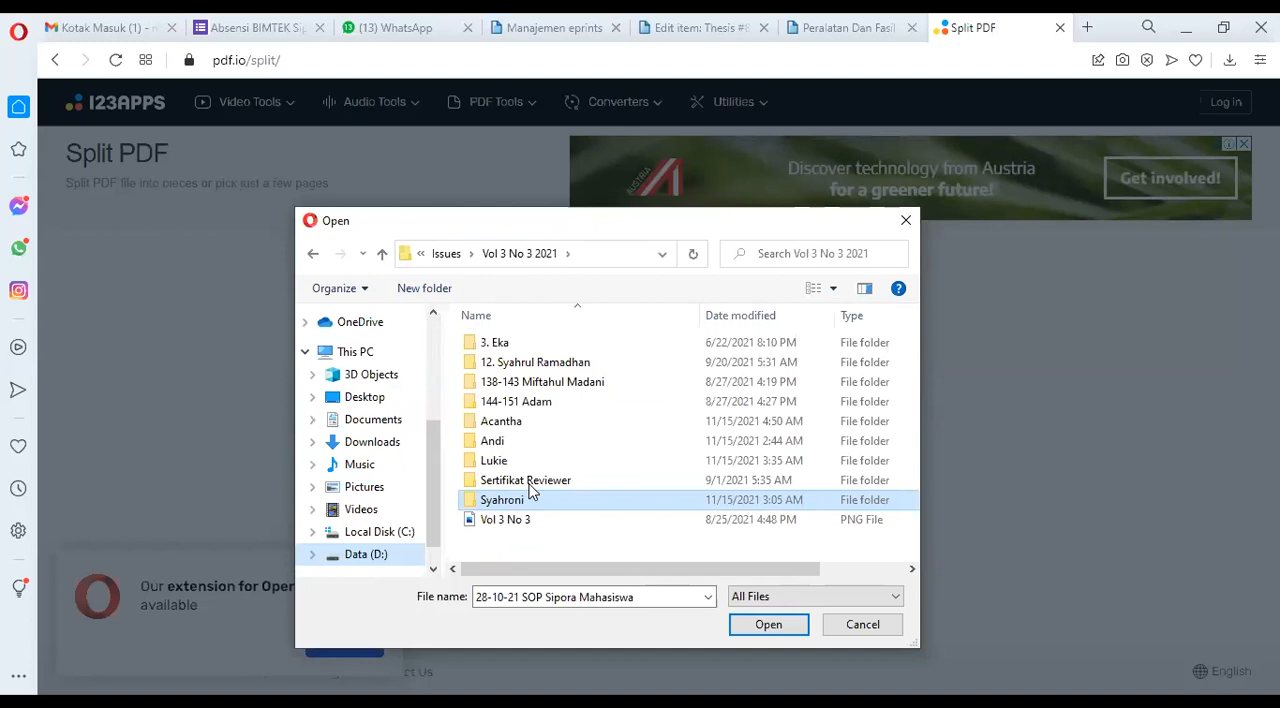 Kotak Masuk (1) -
Absensi BIMTEK Sip
(13) WhatsApp
Manajemen eprints
Edit item: Thesis #8
Peralatan Dan Fasil
Split PDF
pdf.io/split/
123APPS
Video Tools
Audio Tools
PDF Tools
Converters
Utilities
Log in
Split PDF
Split PDF file into pieces or pick just a few pages
AUSTRIA
Discover technology from Austria
for a greener future!
Get involved!
Open
« Issues > Vol 3 No 3 2021 >
Search Vol 3 No 3 2021
Organize
New folder
OneDrive
This PC
3D Objects
Desktop
Documents
Downloads
Music
Pictures
Videos
Local Disk (C:)
Data (D:)
Name Date modified Type
3. Eka 6/22/2021 8:10 PM File folder
12. Syahrul Ramadhan 9/20/2021 5:31 AM File folder
138-143 Miftahul Madani 8/27/2021 4:19 PM File folder
144-151 Adam 8/27/2021 4:27 PM File folder
Acantha 11/15/2021 4:50 AM File folder
Andi 11/15/2021 2:44 AM File folder
Lukie 11/15/2021 3:35 AM File folder
Sertifikat Reviewer 9/1/2021 5:35 AM File folder
Syahroni 11/15/2021 3:05 AM File folder
Vol 3 No 3 8/25/2021 4:48 PM PNG File
File name: 28-10-21 SOP Sipora Mahasiswa
All Files
Open
Cancel
Our extension for Oper
available
ct Us
English